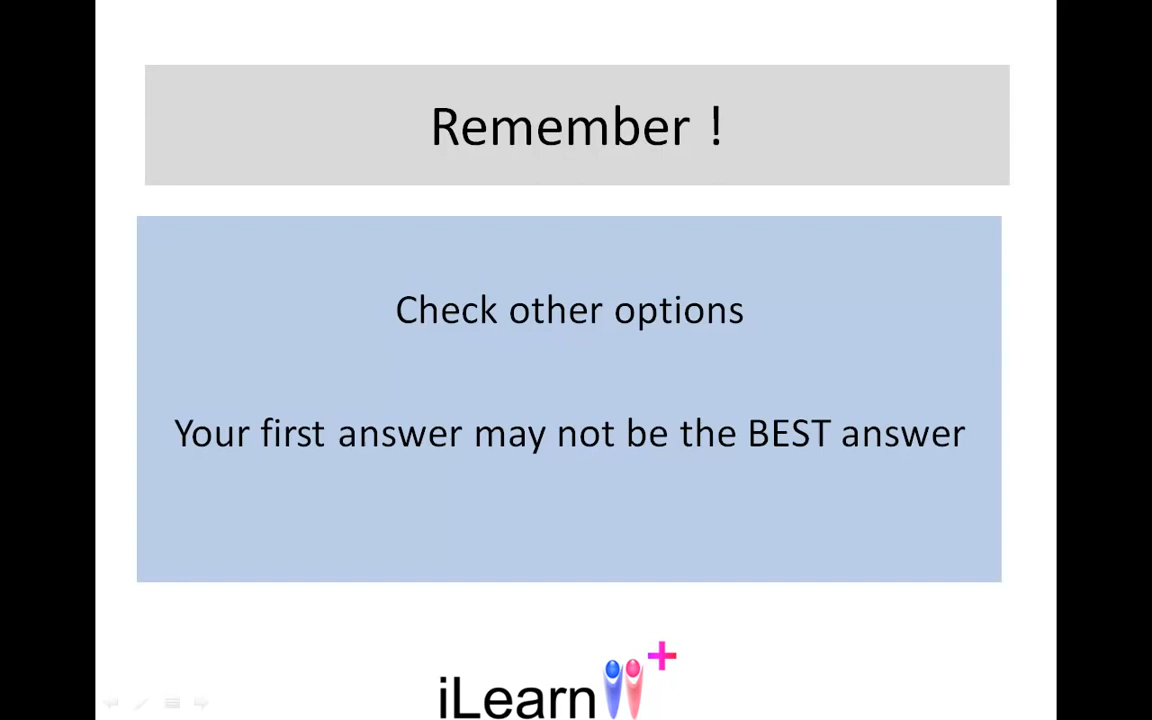 Remember !
Check other options
Your first answer may not be the BEST answer
iLearn+